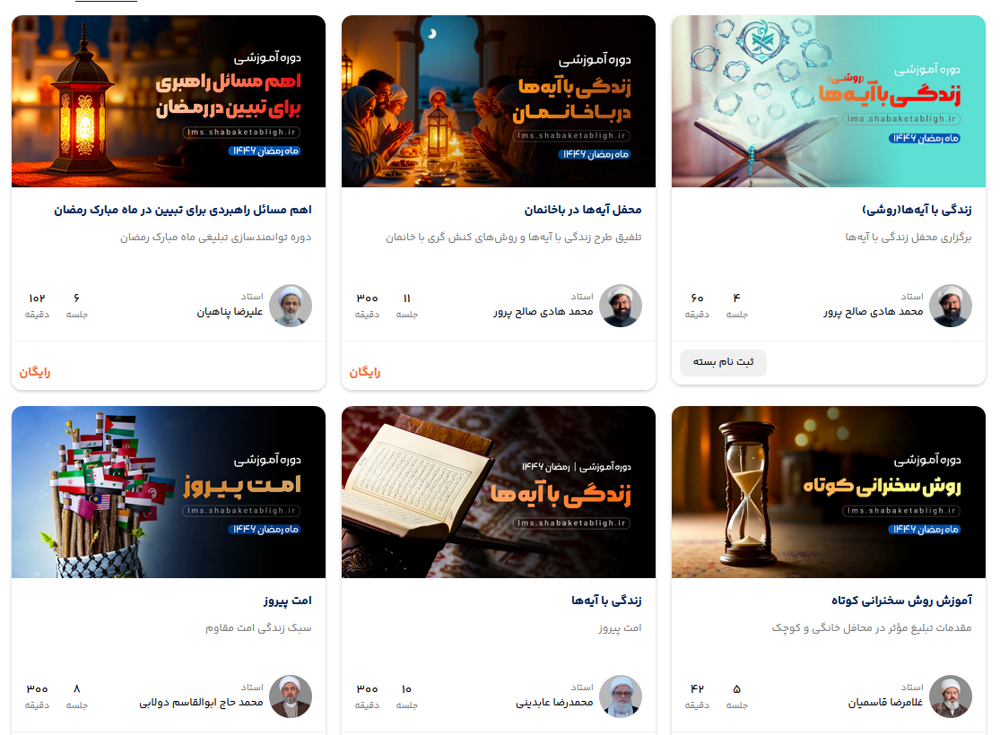 دوره آموزشی
زندگی با آیه‌ها (روشی)
lms.shabaketabligh.ir
ماه رمضان ۱۴۴۶
زندگی با آیه‌ها(روشی)
برگزاری محفل زندگی با آیه‌ها
استاد
محمد هادی صالح پرور
۴ جلسه
۶۰ دقیقه
ثبت نام بسته
دوره آموزشی
زندگی با آیه‌ها
در باخانمان
lms.shabaketabligh.ir
ماه رمضان ۱۴۴۶
محفل آیه‌ها در باخانمان
تلفیق طرح زندگی با آیه‌ها و روش‌های کنش گری با خانمان
استاد
محمد هادی صالح پرور
۱۱ جلسه
۳۰۰ دقیقه
رایگان
دوره آموزشی
اهم مسائل راهبری
برای تبیین در رمضان
lms.shabaketabligh.ir
ماه رمضان ۱۴۴۶
اهم مسائل راهبردی برای تبیین در ماه مبارک رمضان
دوره توانمندسازی تبلیغی ماه مبارک رمضان
استاد
علیرضا پناهیان
۶ جلسه
۱۰۲ دقیقه
رایگان
دوره آموزشی
روش سخنرانی کوتاه
lms.shabaketabligh.ir
ماه رمضان ۱۴۴۶
آموزش روش سخنرانی کوتاه
مقدمات تبلیغ مؤثر در محافل خانگی و کوچک
استاد
غلامرضا قاسمیان
۵ جلسه
۴۲ دقیقه
دوره آموزشی | رمضان ۱۴۴۶
زندگی با آیه‌ها
lms.shabaketabligh.ir
زندگی با آیه‌ها
امت پیروز
استاد
محمدرضا عابدینی
۱۰ جلسه
۳۰۰ دقیقه
دوره آموزشی
امت پیروز
lms.shabaketabligh.ir
ماه رمضان ۱۴۴۶
امت پیروز
سبک زندگی امت مقاوم
استاد
محمد حاج ابوالقاسم دولابی
۸ جلسه
۳۰۰ دقیقه